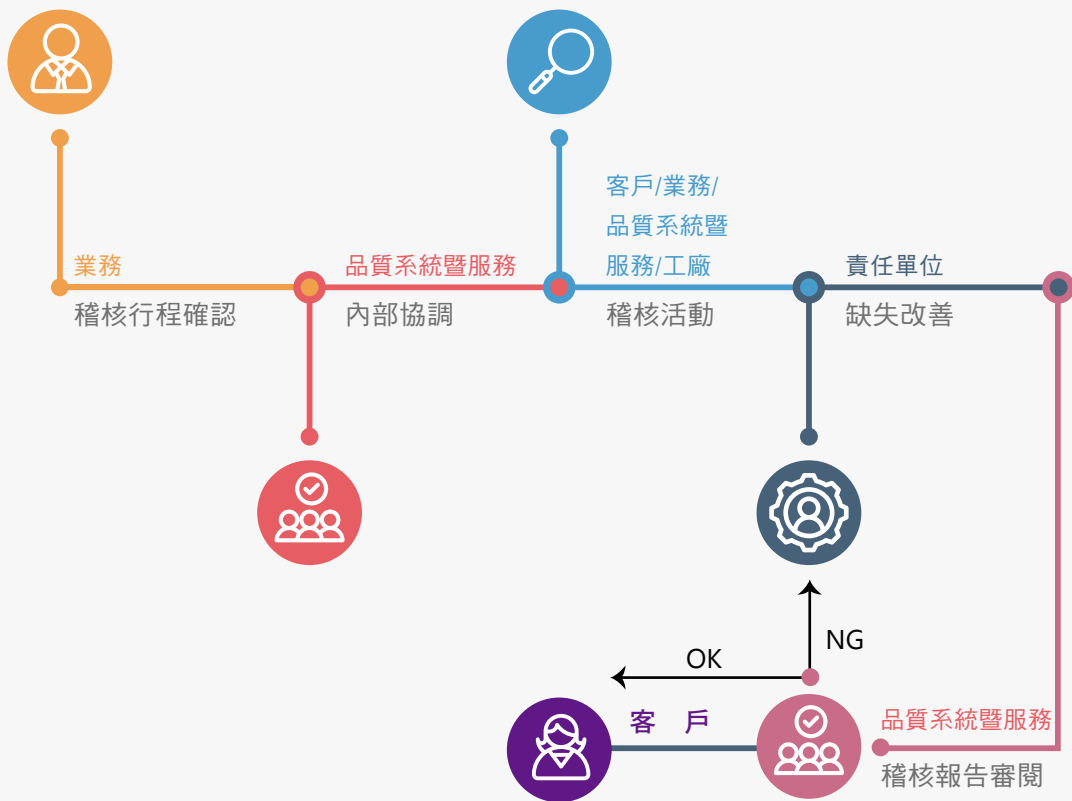 業務
稽核行程確認
品質系統暨服務
內部協調
客戶/業務/
品質系統暨
服務/工廠
稽核活動
責任單位
缺失改善
NG
OK
客 戶
品質系統暨服務
稽核報告審閱